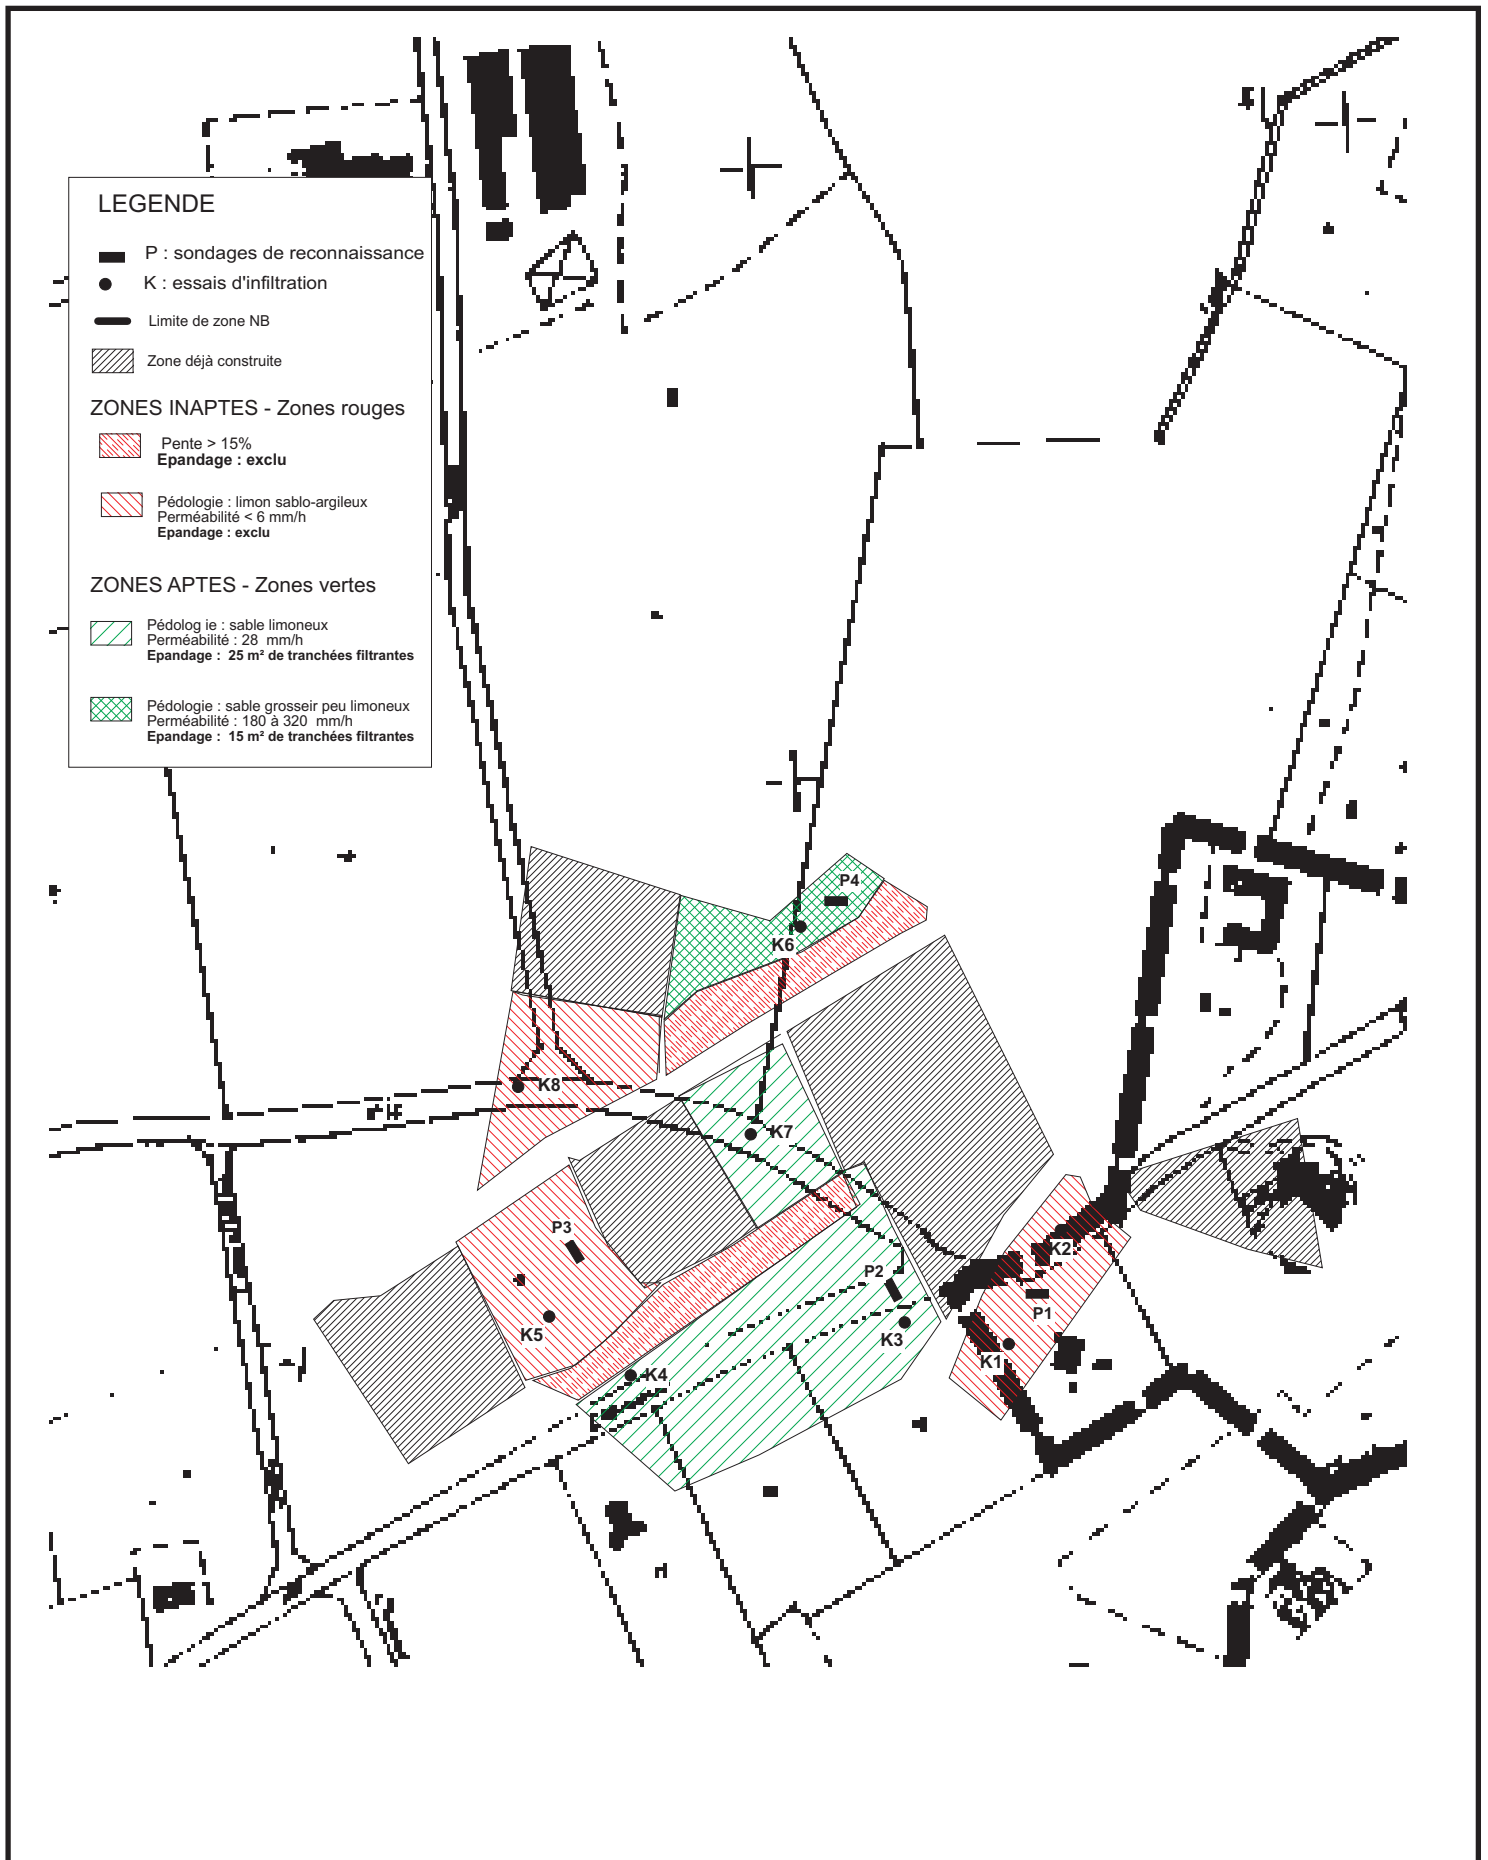 LEGENDE
P : sondages de reconnaissance
K : essais d'infiltration
Limite de zone NB
Zone déjà construite
ZONES INAPTES - Zones rouges
Pente > 15%
Epandage : exclu
Pédologie : limon sablo-argileux
Perméabilité < 6 mm/h
Epandage : exclu
ZONES APTES - Zones vertes
Pédolog ie : sable limoneux
Perméabilité : 28 mm/h
Epandage : 25 m² de tranchées filtrantes
Pédologie : sable grosseir peu limoneux
Perméabilité : 180 à 320 mm/h
Epandage : 15 m² de tranchées filtrantes
P4
K6
K8
K7
P3
K2
P2
P1
K5
K3
K1
K4